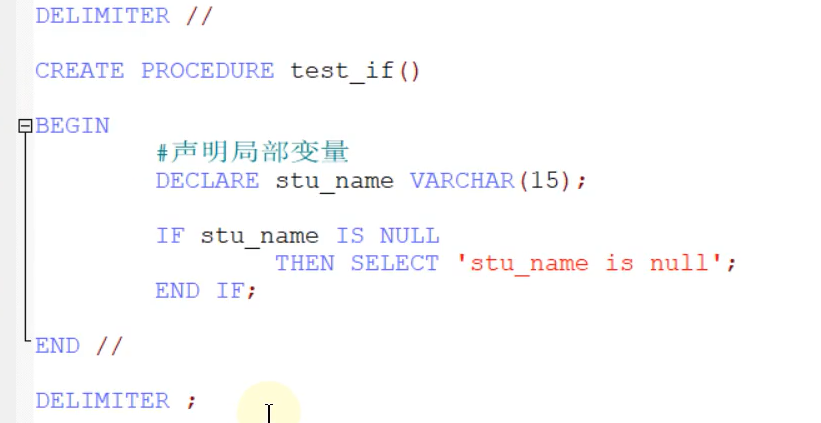 DELIMITER //
CREATE PROCEDURE test_if()
BEGIN
#声明局部变量
DECLARE stu_name VARCHAR(15);
IF stu_name IS NULL
THEN SELECT 'stu_name is null';
END IF;
END //
DELIMITER ;